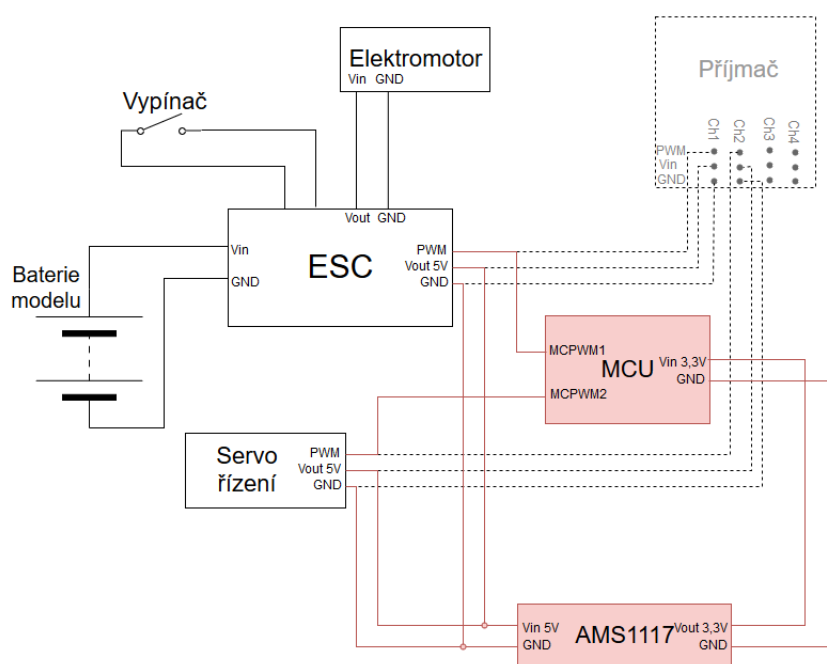 Elektromotor
Vin GND
Příjmač
Ch1 Ch2 Ch3 Ch4
PWM
Vin
GND
Vypínač
Vout GND
ESC
Vin
GND
PWM
Vout 5V
GND
Baterie
modelu
MCPWM1
MCU
Vin 3,3V
GND
MCPWM2
Servo
řízení
PWM
Vout 5V
GND
Vin 5V
GND
AMS1117
Vout 3,3V
GND